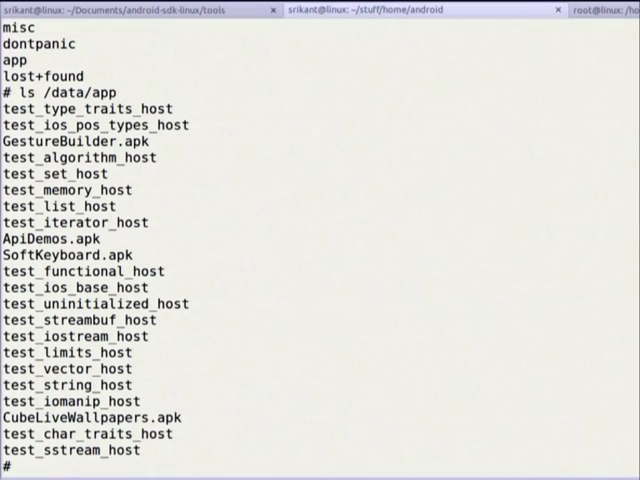 srikant@linux: ~/Documents/android-sdk-linux/tools × srikant@linux: ~/stuff/home/android × root@linux: /ho
misc
dontpanic
app
lost+found
# ls /data/app
test_type_traits_host
test_ios_pos_types_host
GestureBuilder.apk
test_algorithm_host
test_set_host
test_memory_host
test_list_host
test_iterator_host
ApiDemos.apk
SoftKeyboard.apk
test_functional_host
test_ios_base_host
test_uninitialized_host
test_streambuf_host
test_iostream_host
test_limits_host
test_vector_host
test_string_host
test_iomanip_host
CubeLiveWallpapers.apk
test_char_traits_host
test_sstream_host
#